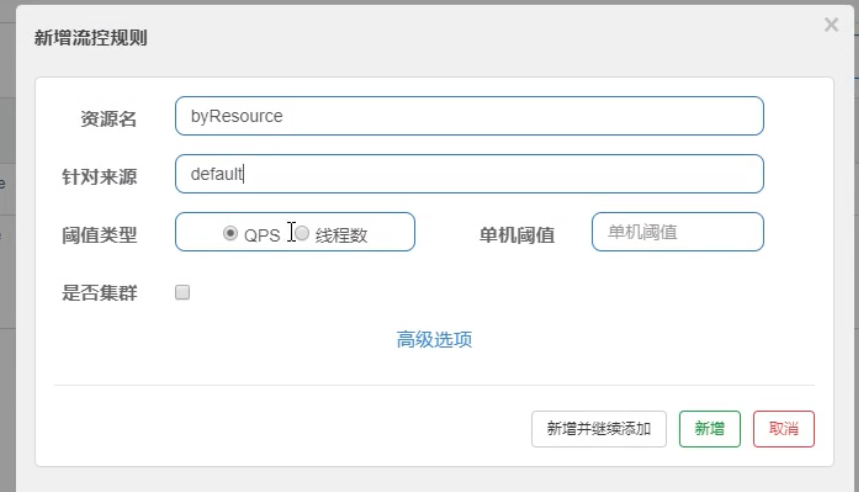 新增流控规则 ×
资源名 byResource
针对来源 default
阈值类型 QPS 线程数 单机阈值 单机阈值
是否集群
高级选项
新增并继续添加 新增 取消